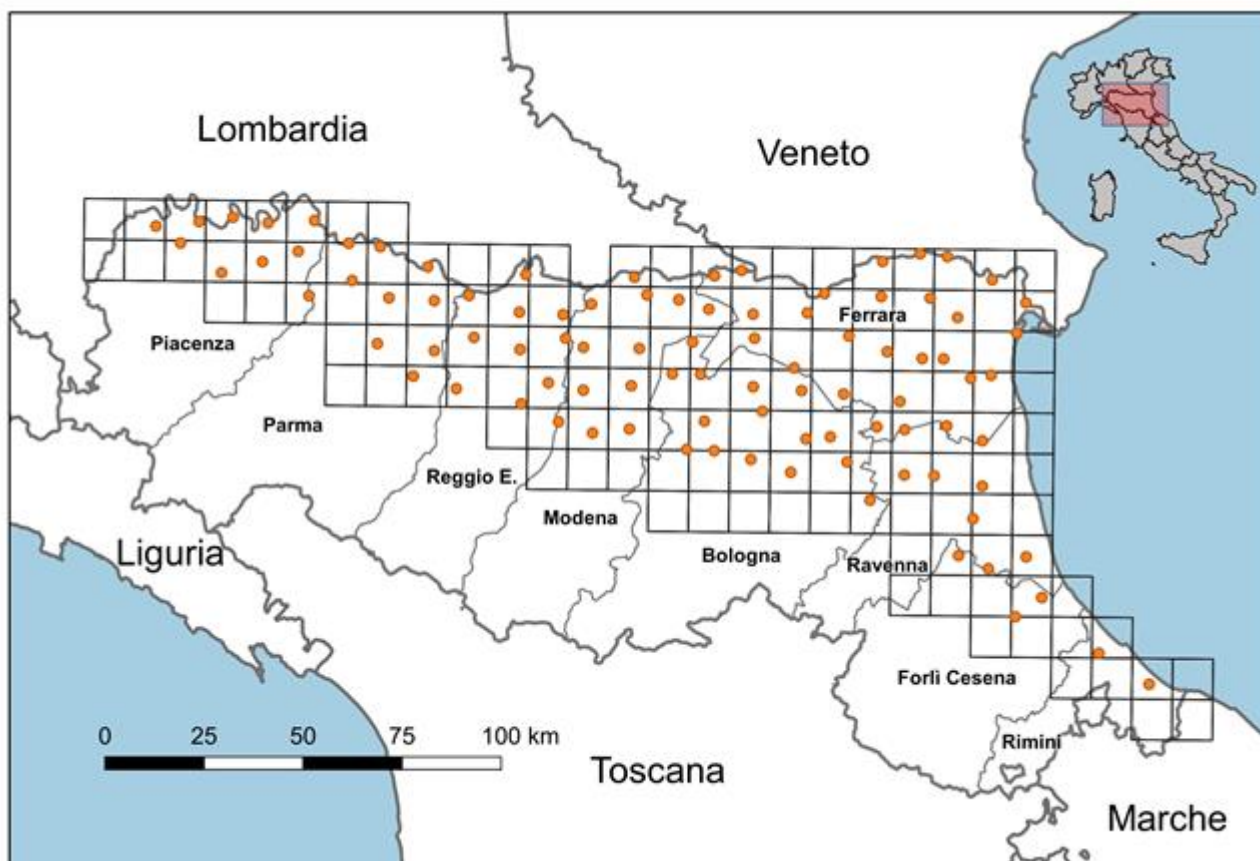 Lombardia
Veneto
Ferrara
Piacenza
Parma
Reggio E.
Modena
Liguria
Bologna
Ravenna
Forlì Cesena
0 25 50 75 100 km
Rimini
Toscana
Marche